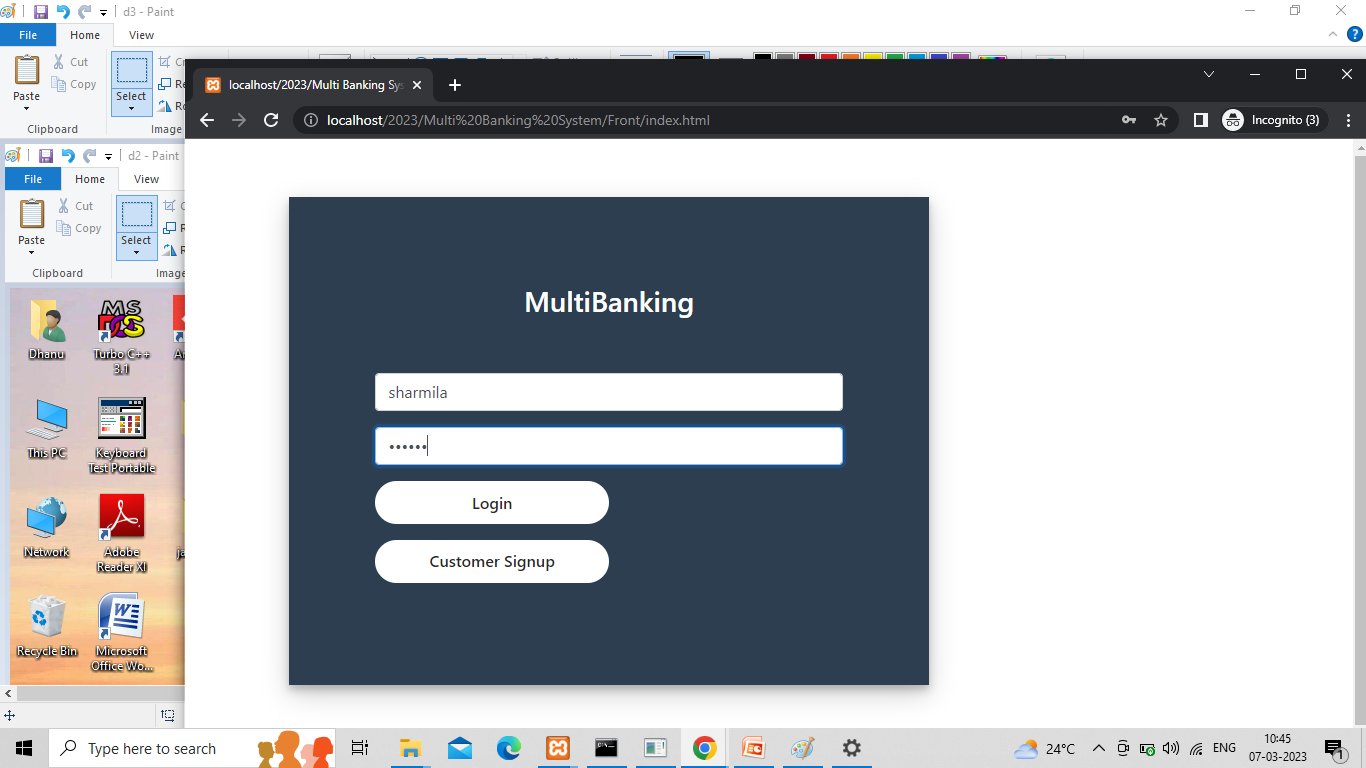 d3 - Paint
File Home View
Cut
Copy
Paste
Select
Clipboard
Image
d2 - Paint
File Home View
Cut
Copy
Paste
Select
Clipboard
Image
localhost/2023/Multi Banking Sys
localhost/2023/Multi%20Banking%20System/Front/index.html
Incognito (3)
MultiBanking
sharmila
••••••
Login
Customer Signup
Dhanu
Turbo C++ 3.1
This PC
Keyboard Test Portable
Network
Adobe Reader XI
Recycle Bin
Microsoft Office Wo...
Type here to search
24°C
ENG
10:45
07-03-2023
1